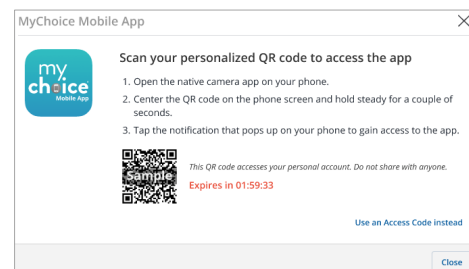 MyChoice Mobile App
my
choice
Mobile App
Scan your personalized QR code to access the app
1. Open the native camera app on your phone.
2. Center the QR code on the phone screen and hold steady for a couple of
seconds.
3. Tap the notification that pops up on your phone to gain access to the app.
Sample
This QR code accesses your personal account. Do not share with anyone.
Expires in 01:59:33
Use an Access Code instead
Close